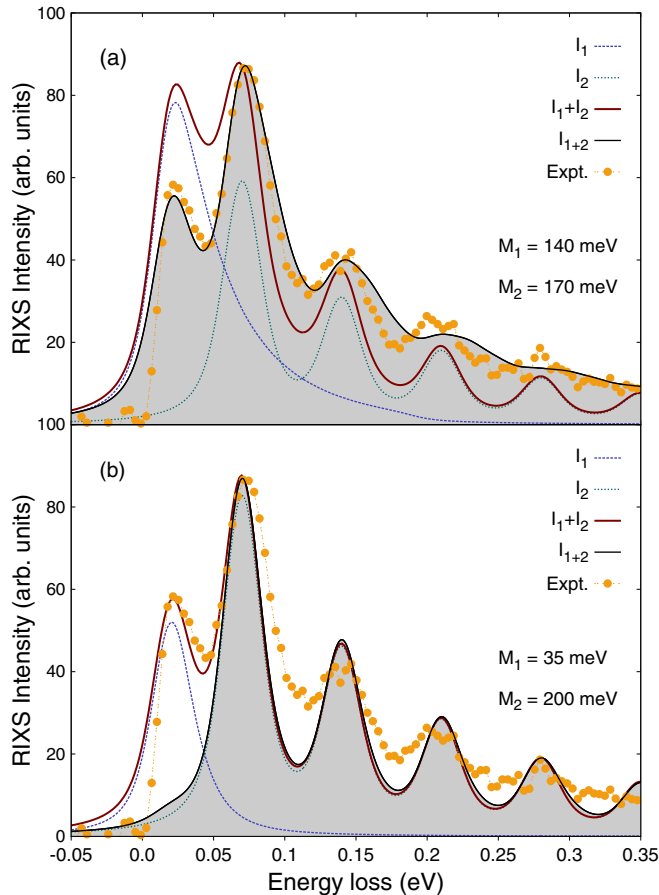 100
(a)
I₁
I₂
I₁+I₂
I₁₊₂
Expt.
80
60
40
20
RIXS Intensity (arb. units)
M₁ = 140 meV
M₂ = 170 meV
100
(b)
I₁
I₂
I₁+I₂
I₁₊₂
Expt.
80
60
40
20
0
RIXS Intensity (arb. units)
M₁ = 35 meV
M₂ = 200 meV
-0.05 0.0 0.05 0.1 0.15 0.2 0.25 0.3 0.35
Energy loss (eV)